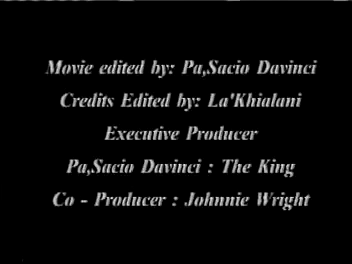 Movie edited by: Pa,Sacio Davinci
Credits Edited by: La'Khialani
Executive Producer
Pa,Sacio Davinci : The King
Co - Producer : Johnnie Wright